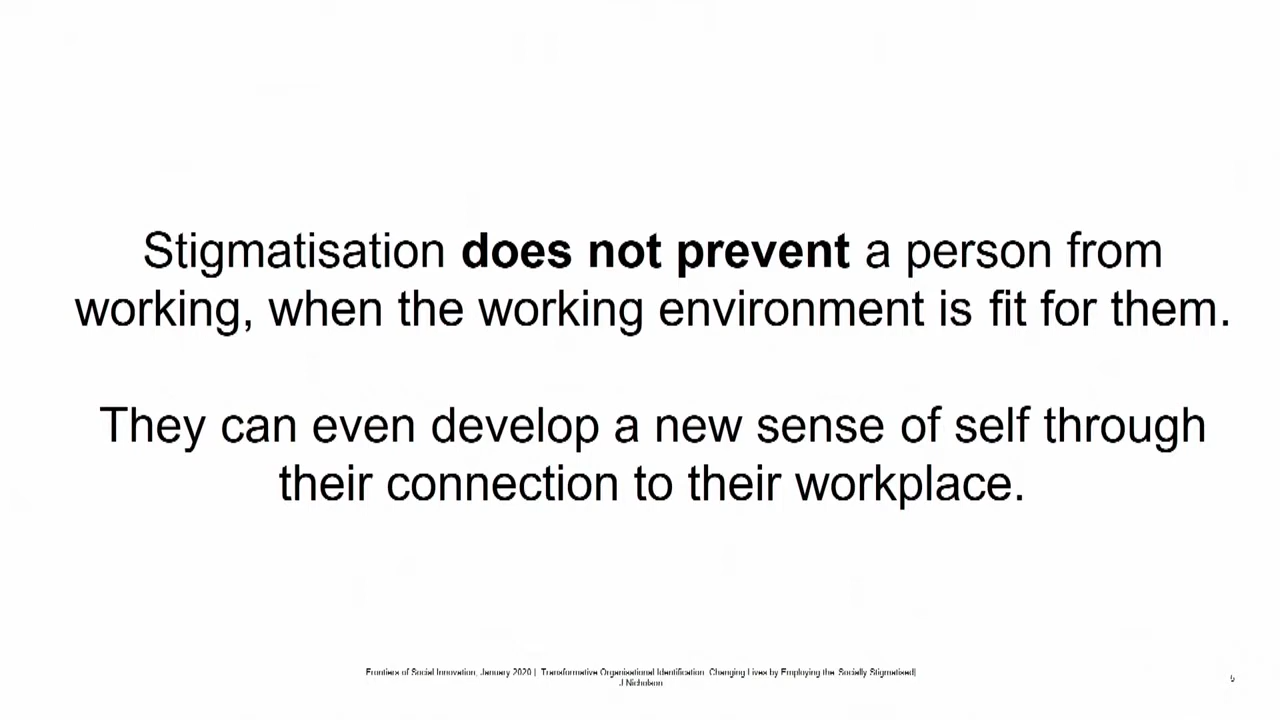 Stigmatisation does not prevent a person from
working, when the working environment is fit for them.
They can even develop a new sense of self through
their connection to their workplace.
Frontiers of Social Innovation, January 2020 | Transformative Organisational Identification. Changing Lives by Employing the Socially Stigmatised|
J Nicholson